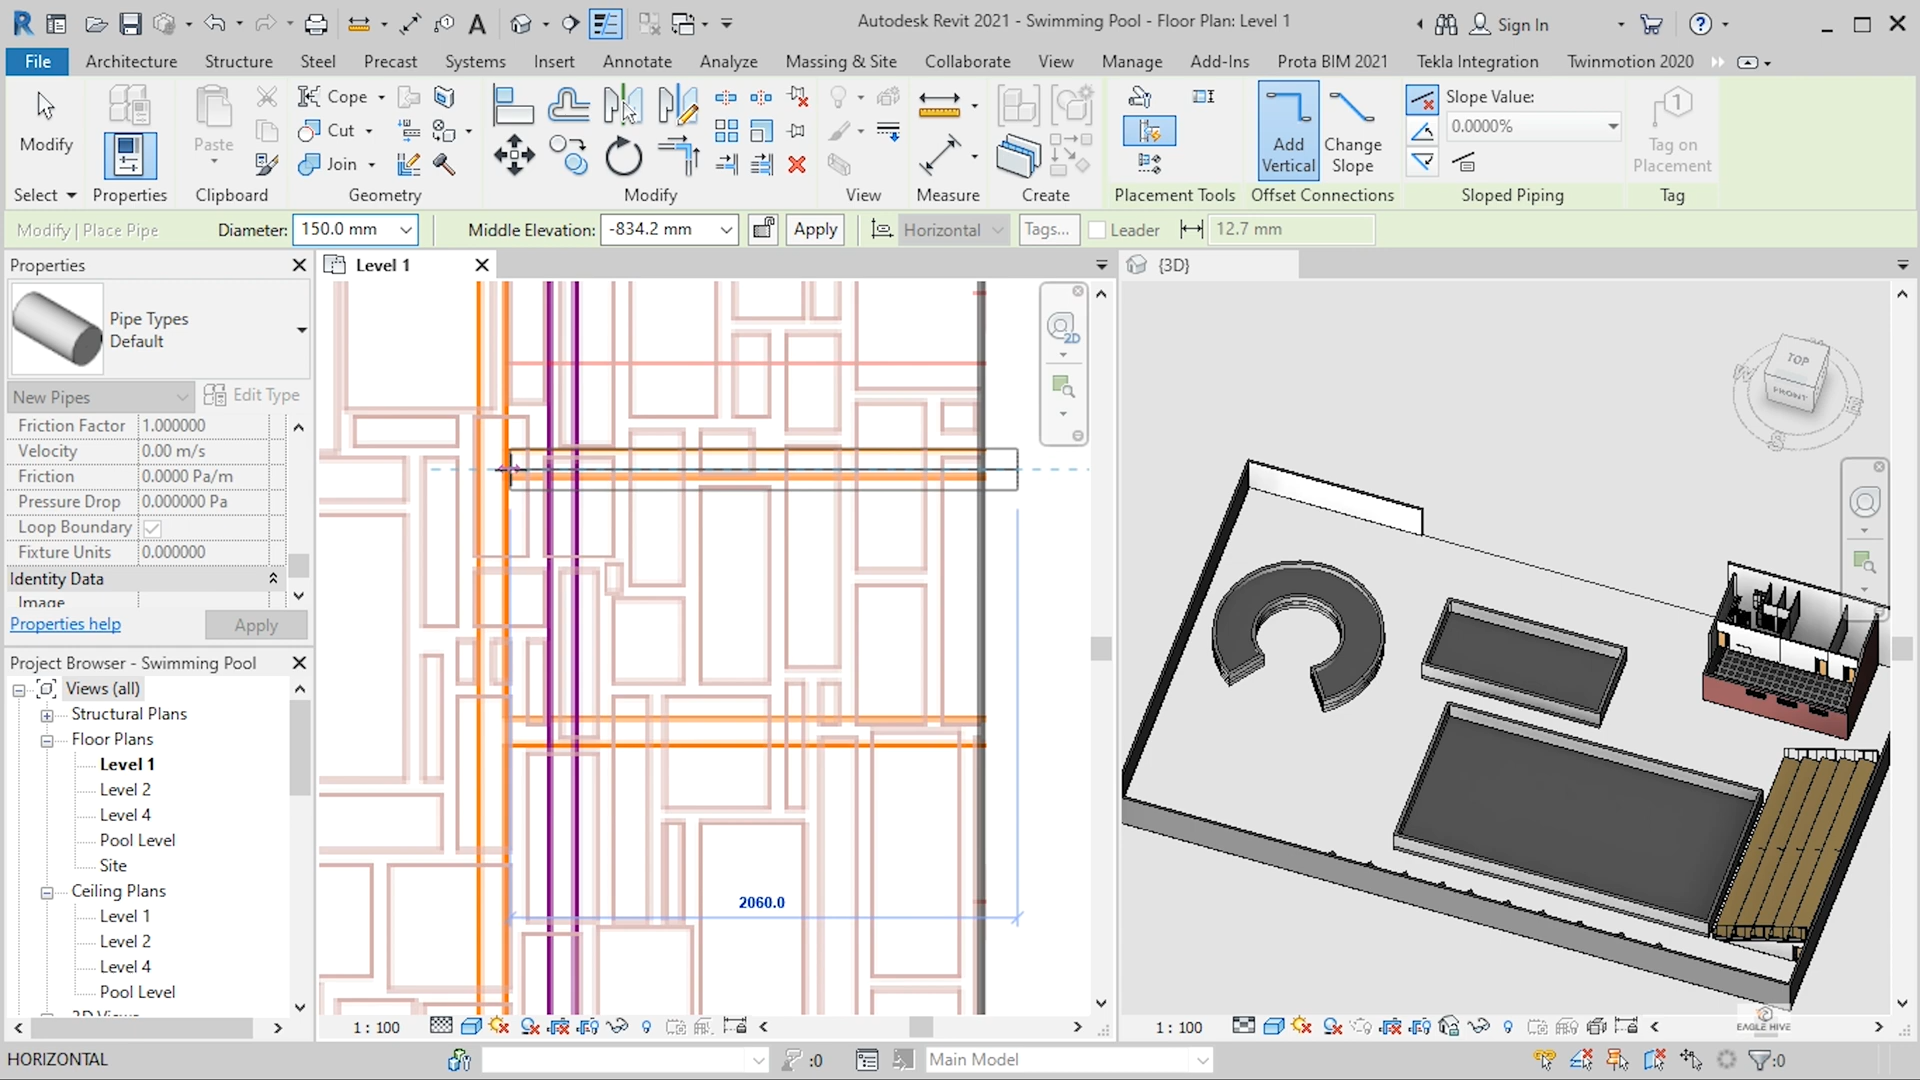 Autodesk Revit 2021 - Swimming Pool - Floor Plan: Level 1
Sign In
File Architecture Structure Steel Precast Systems Insert Annotate Analyze Massing & Site Collaborate View Manage Add-Ins Prota BIM 2021 Tekla Integration Twinmotion 2020
Modify
Paste
Cope
Cut
Join
Add Vertical
Change Slope
Slope Value:
0.0000%
Tag on Placement
Select Properties Clipboard Geometry Modify View Measure Create Placement Tools Offset Connections Sloped Piping Tag
Modify | Place Pipe Diameter: 150.0 mm Middle Elevation: -834.2 mm Apply Horizontal Tags... Leader 12.7 mm
Properties
Pipe Types
Default
New Pipes Edit Type
Friction Factor 1.000000
Velocity 0.00 m/s
Friction 0.0000 Pa/m
Pressure Drop 0.000000 Pa
Loop Boundary
Fixture Units 0.000000
Identity Data
Image
Properties help Apply
Project Browser - Swimming Pool
Views (all)
Structural Plans
Floor Plans
Level 1
Level 2
Level 4
Pool Level
Site
Ceiling Plans
Level 1
Level 2
Level 4
Pool Level
3D Views
Level 1
2D
2060.0
1 : 100
{3D}
TOP
FRONT
W
S
E
1 : 100
EAGLE HIVE
HORIZONTAL
:0
Main Model
:0